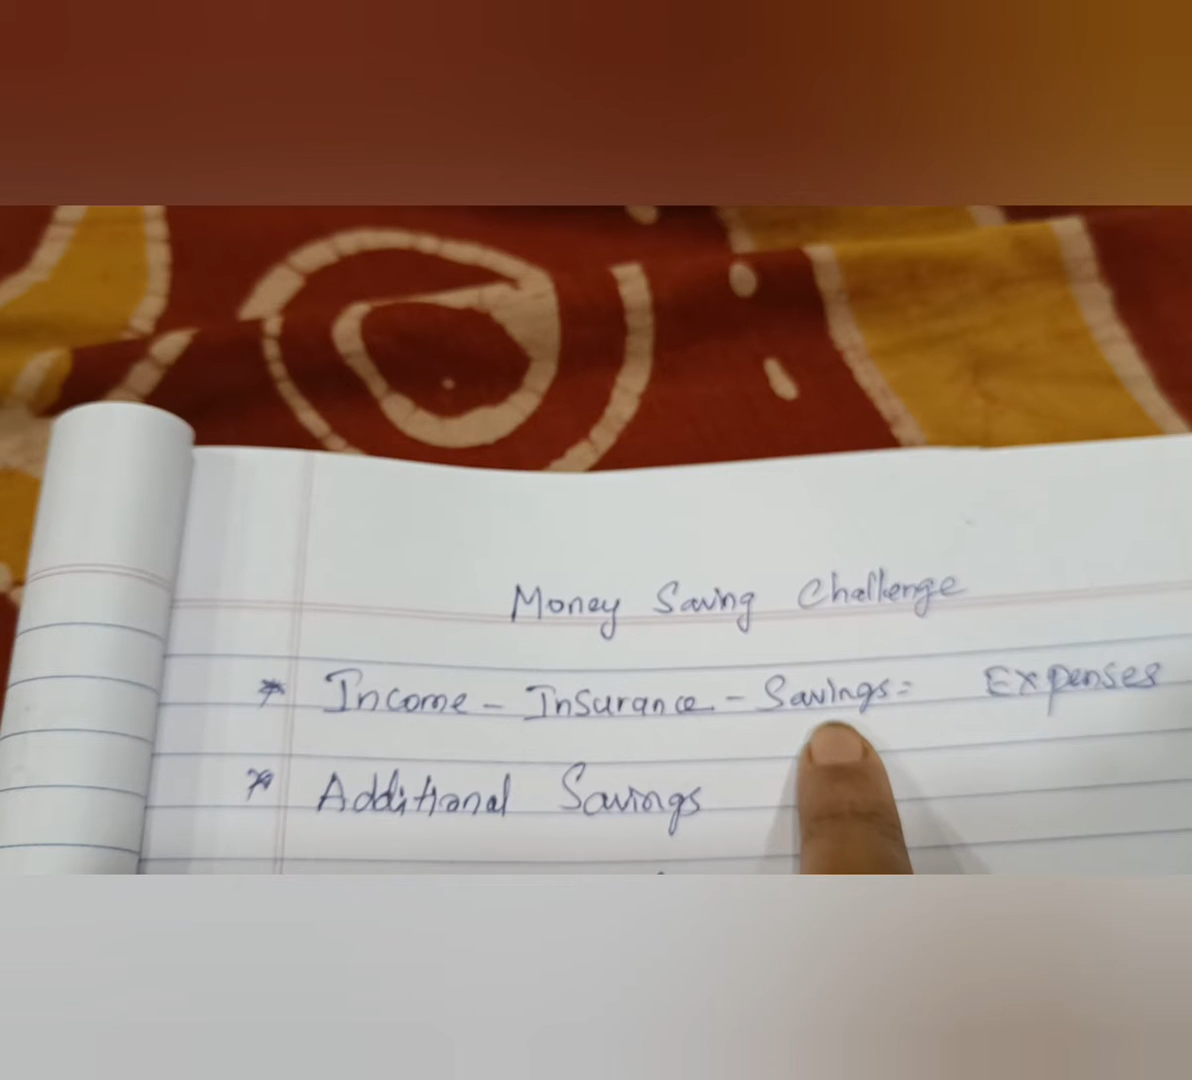 Money Saving Challenge
* Income - Insurance - Savings = Expenses
* Additional Savings